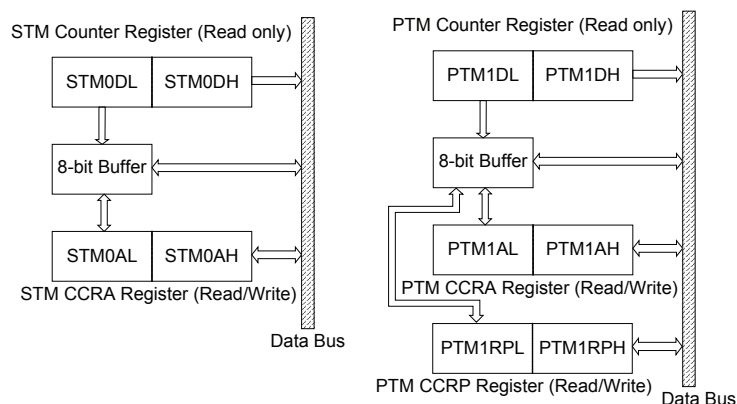 STM Counter Register (Read only)
STM0DL STM0DH
8-bit Buffer
STM0AL STM0AH
STM CCRA Register (Read/Write)
Data Bus
PTM Counter Register (Read only)
PTM1DL PTM1DH
8-bit Buffer
PTM1AL PTM1AH
PTM CCRA Register (Read/Write)
PTM1RPL PTM1RPH
PTM CCRP Register (Read/Write)
Data Bus